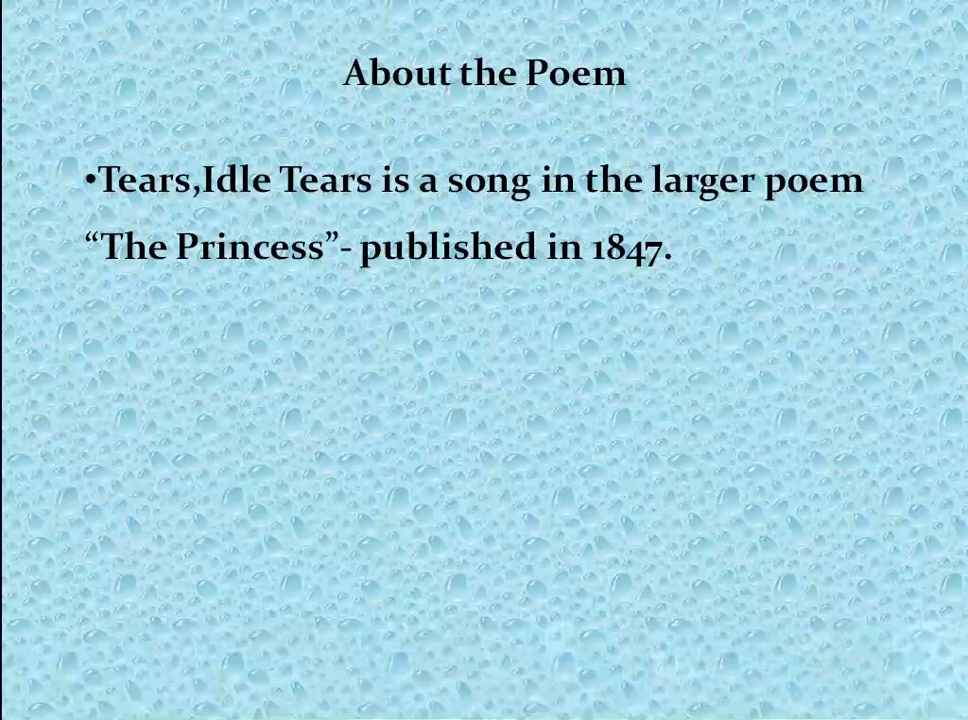 About the Poem
•Tears,Idle Tears is a song in the larger poem
“The Princess”- published in 1847.